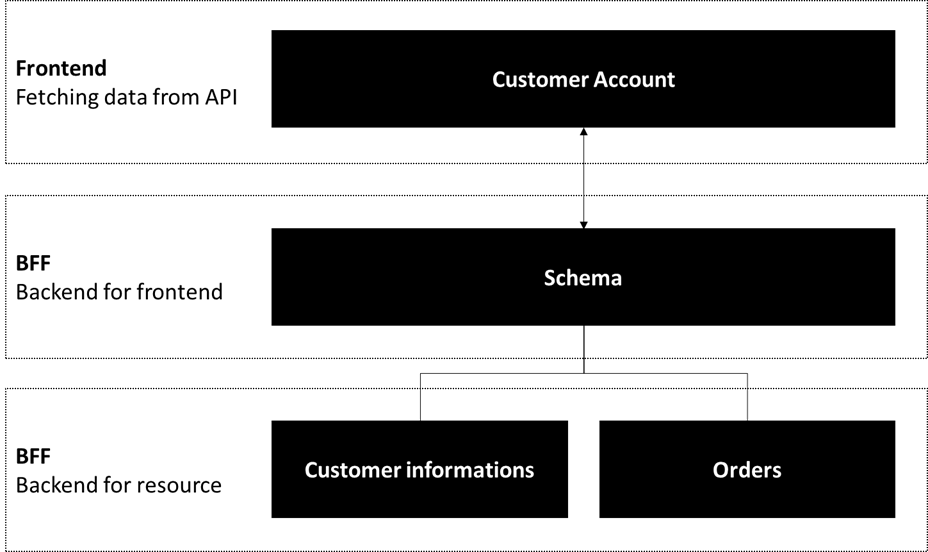 Frontend
Fetching data from API
Customer Account
BFF
Backend for frontend
Schema
BFF
Backend for resource
Customer informations
Orders